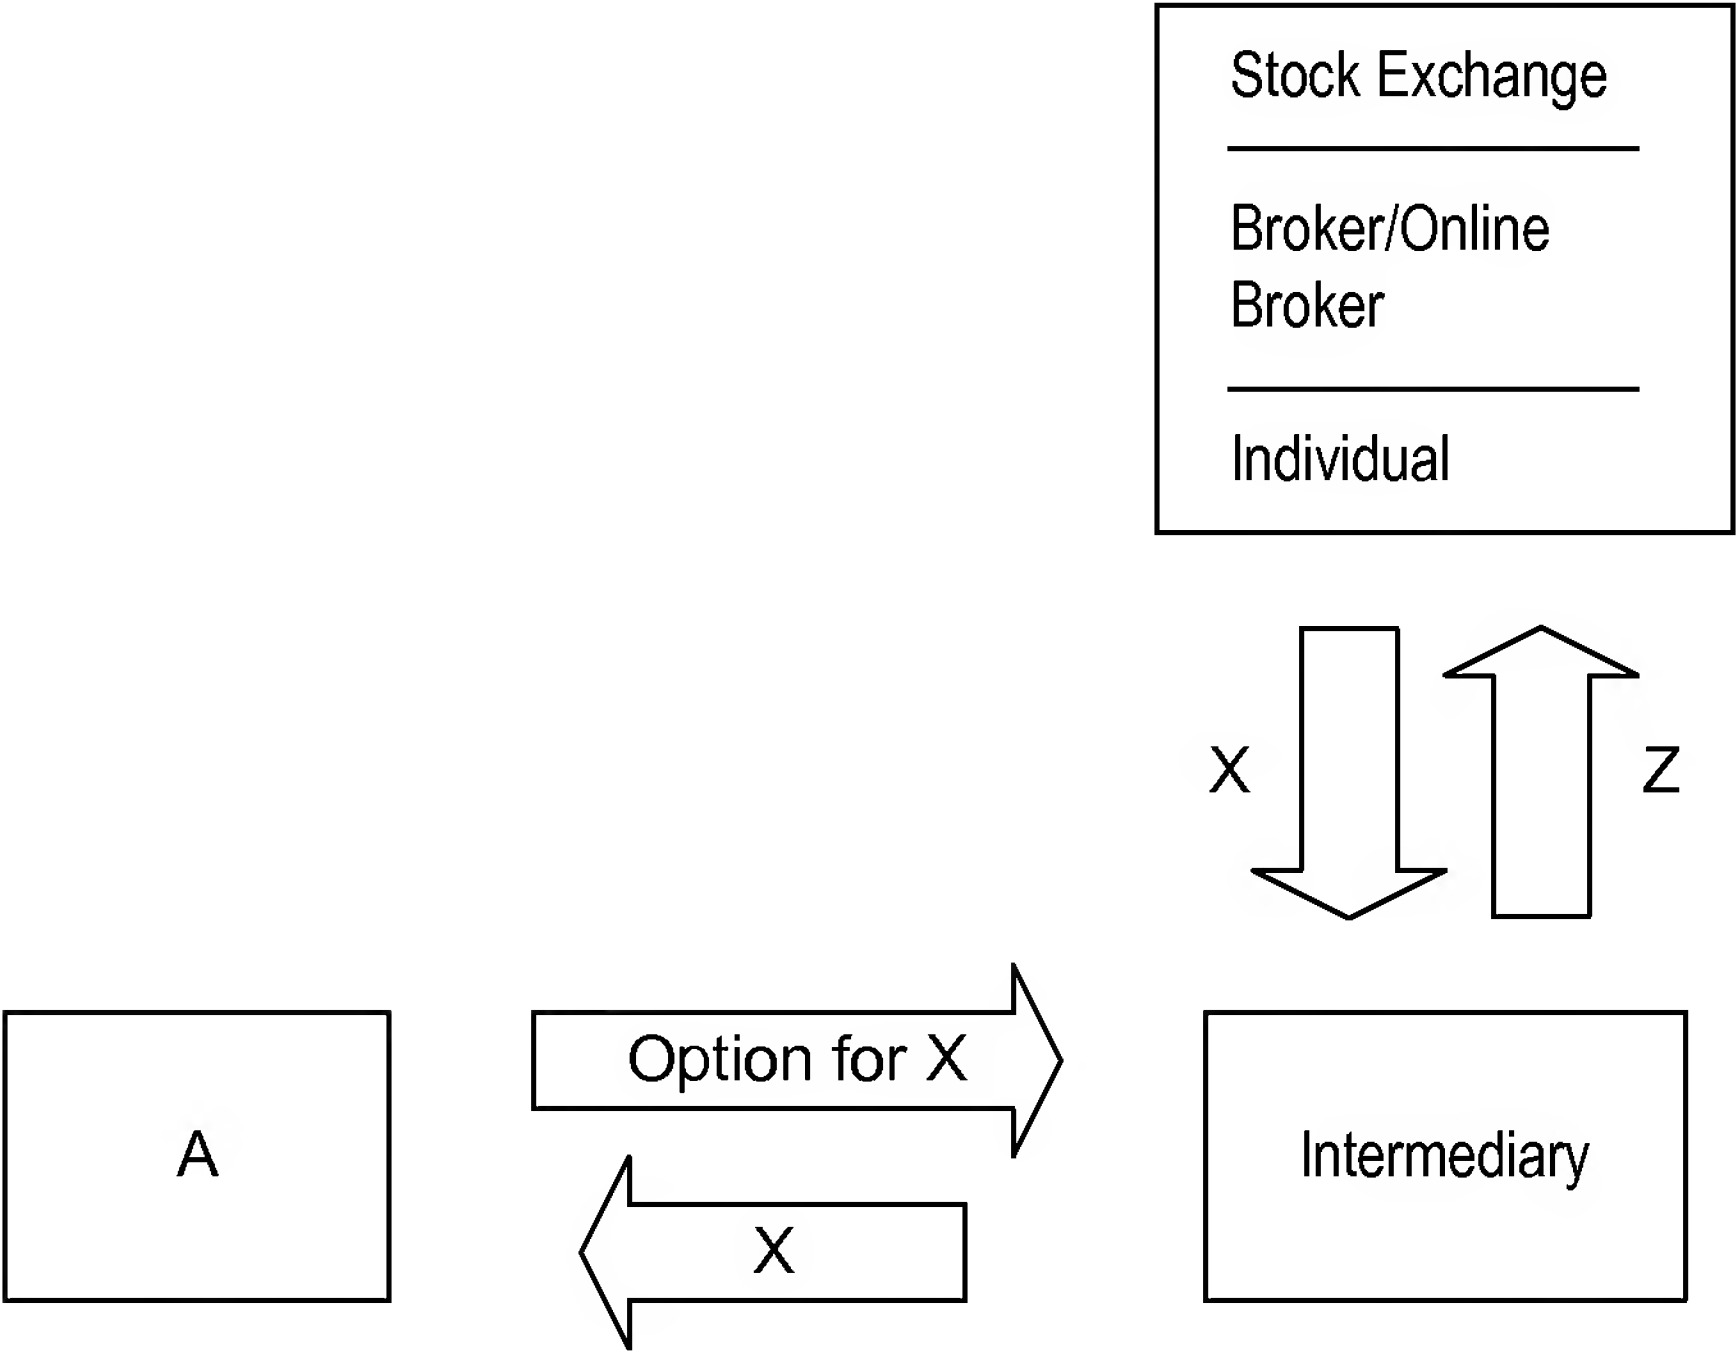 Stock Exchange
Broker/Online
Broker
Individual
X
Z
Option for X
A
Intermediary
X